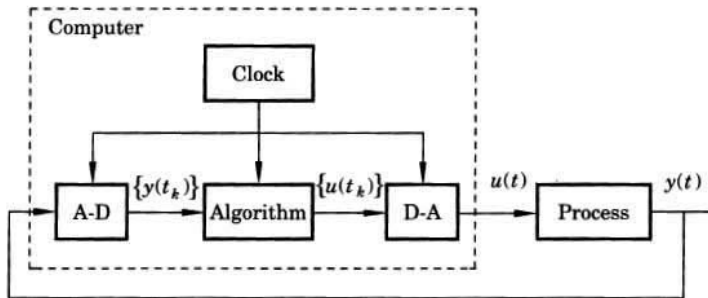 Computer
Clock
{y(t_k)}
{u(t_k)}
u(t)
y(t)
A-D
Algorithm
D-A
Process